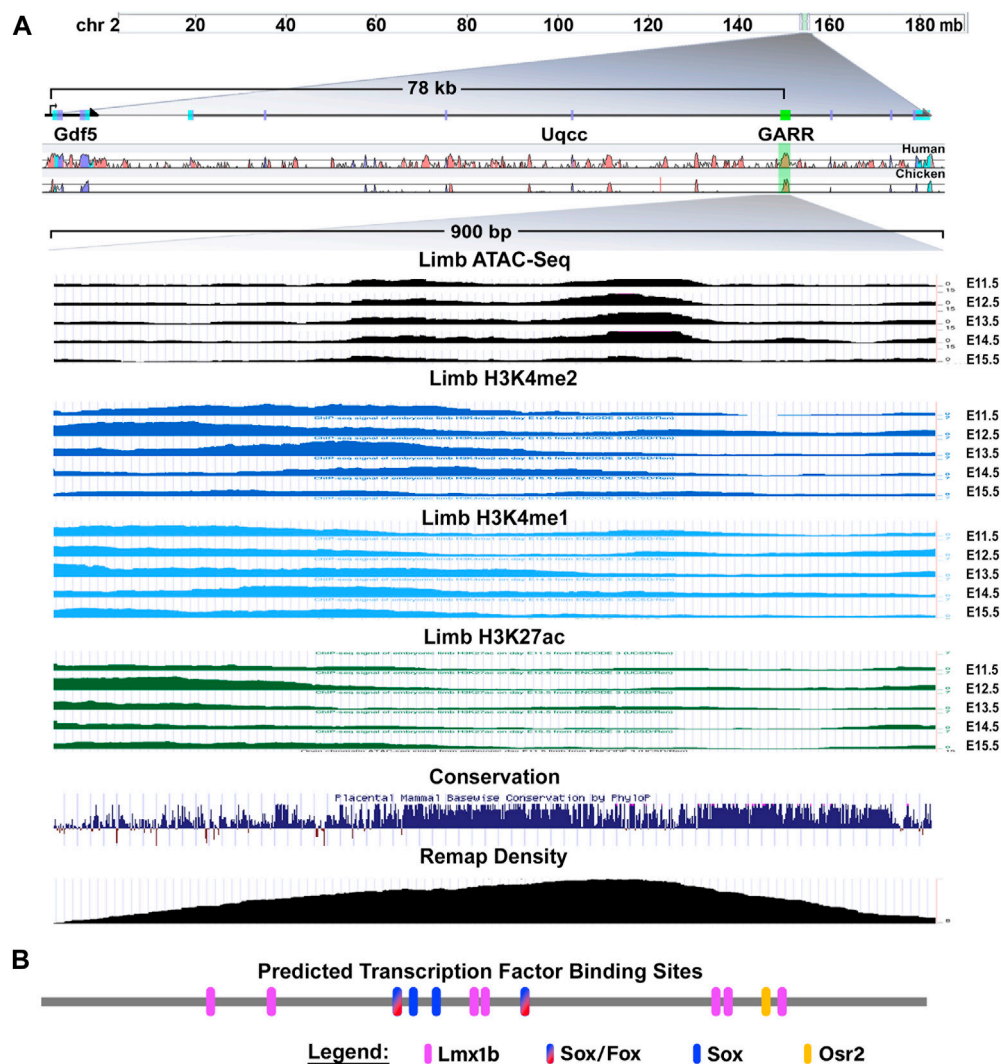 A
chr 2 20 40 60 80 100 120 140 160 180 mb
78 kb
Gdf5 Uqcc GARR
Human
Chicken
900 bp
Limb ATAC-Seq
E11.5
E12.5
E13.5
E14.5
E15.5
Limb H3K4me2
E11.5
E12.5
E13.5
E14.5
E15.5
Limb H3K4me1
E11.5
E12.5
E13.5
E14.5
E15.5
Limb H3K27ac
E11.5
E12.5
E13.5
E14.5
E15.5
Conservation
Placental Mammal Basewise Conservation by PhyloP
Remap Density
B
Predicted Transcription Factor Binding Sites
Legend: Lmx1b Sox/Fox Sox Osr2